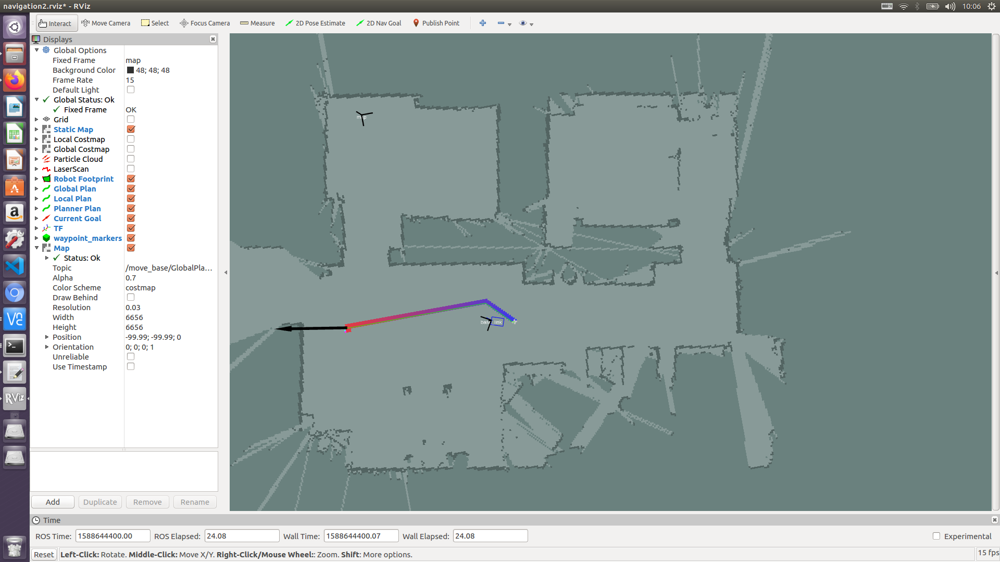 navigation2.rviz* - RViz
10:06
Interact Move Camera Select Focus Camera Measure 2D Pose Estimate 2D Nav Goal Publish Point
Displays
Global Options
Fixed Frame map
Background Color 48; 48; 48
Frame Rate 15
Default Light
Global Status: Ok
Fixed Frame OK
Grid
Static Map
Local Costmap
Global Costmap
Particle Cloud
LaserScan
Robot Footprint
Global Plan
Local Plan
Planner Plan
Current Goal
TF
waypoint_markers
Map
Status: Ok
Topic /move_base/GlobalPla...
Alpha 0.7
Color Scheme costmap
Draw Behind
Resolution 0.03
Width 6656
Height 6656
Position -99.99; -99.99; 0
Orientation 0; 0; 0; 1
Unreliable
Use Timestamp
map
base_link
RViz
Add Duplicate Remove Rename
Time
ROS Time: 1588644400.00 ROS Elapsed: 24.08 Wall Time: 1588644400.07 Wall Elapsed: 24.08 Experimental
Reset Left-Click: Rotate. Middle-Click: Move X/Y. Right-Click/Mouse Wheel:: Zoom. Shift: More options. 15 fps